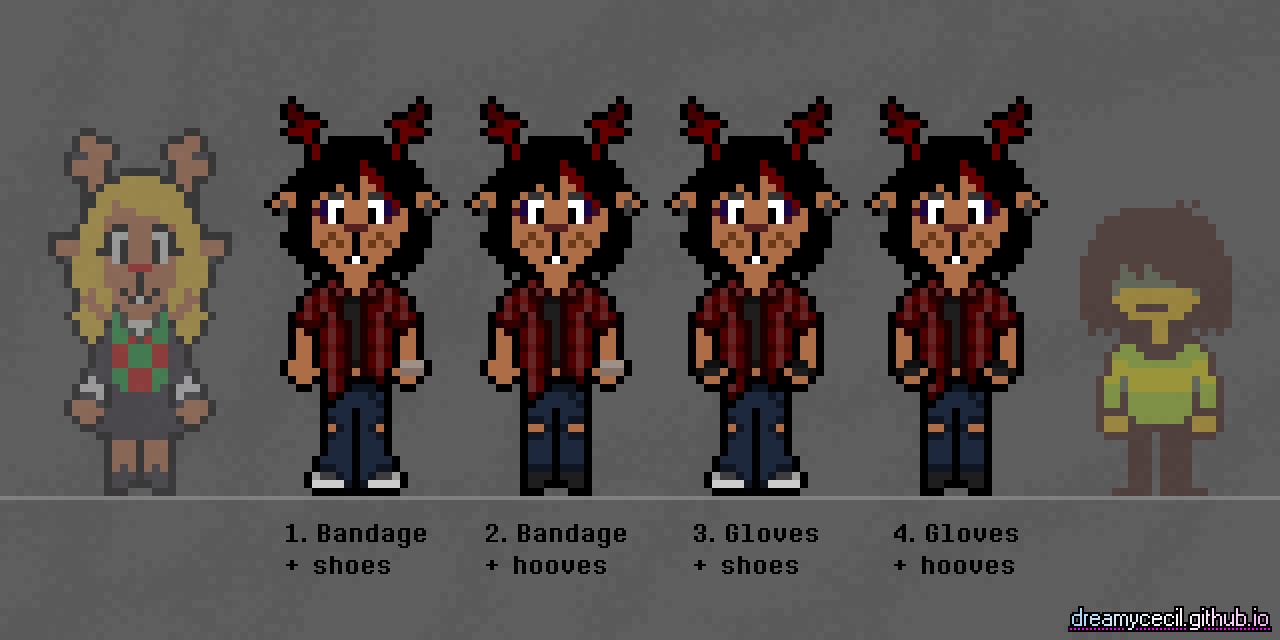 1. Bandage
+ shoes
2. Bandage
+ hooves
3. Gloves
+ shoes
4. Gloves
+ hooves
dreamycecil.github.io